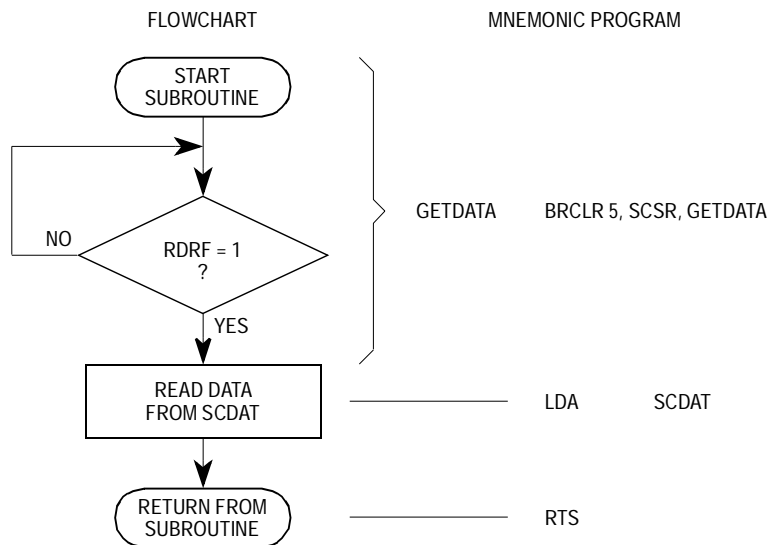 FLOWCHART MNEMONIC PROGRAM
START
SUBROUTINE
GETDATA BRCLR 5, SCSR, GETDATA
NO
RDRF = 1
?
YES
READ DATA
FROM SCDAT
LDA SCDAT
RETURN FROM
SUBROUTINE
RTS